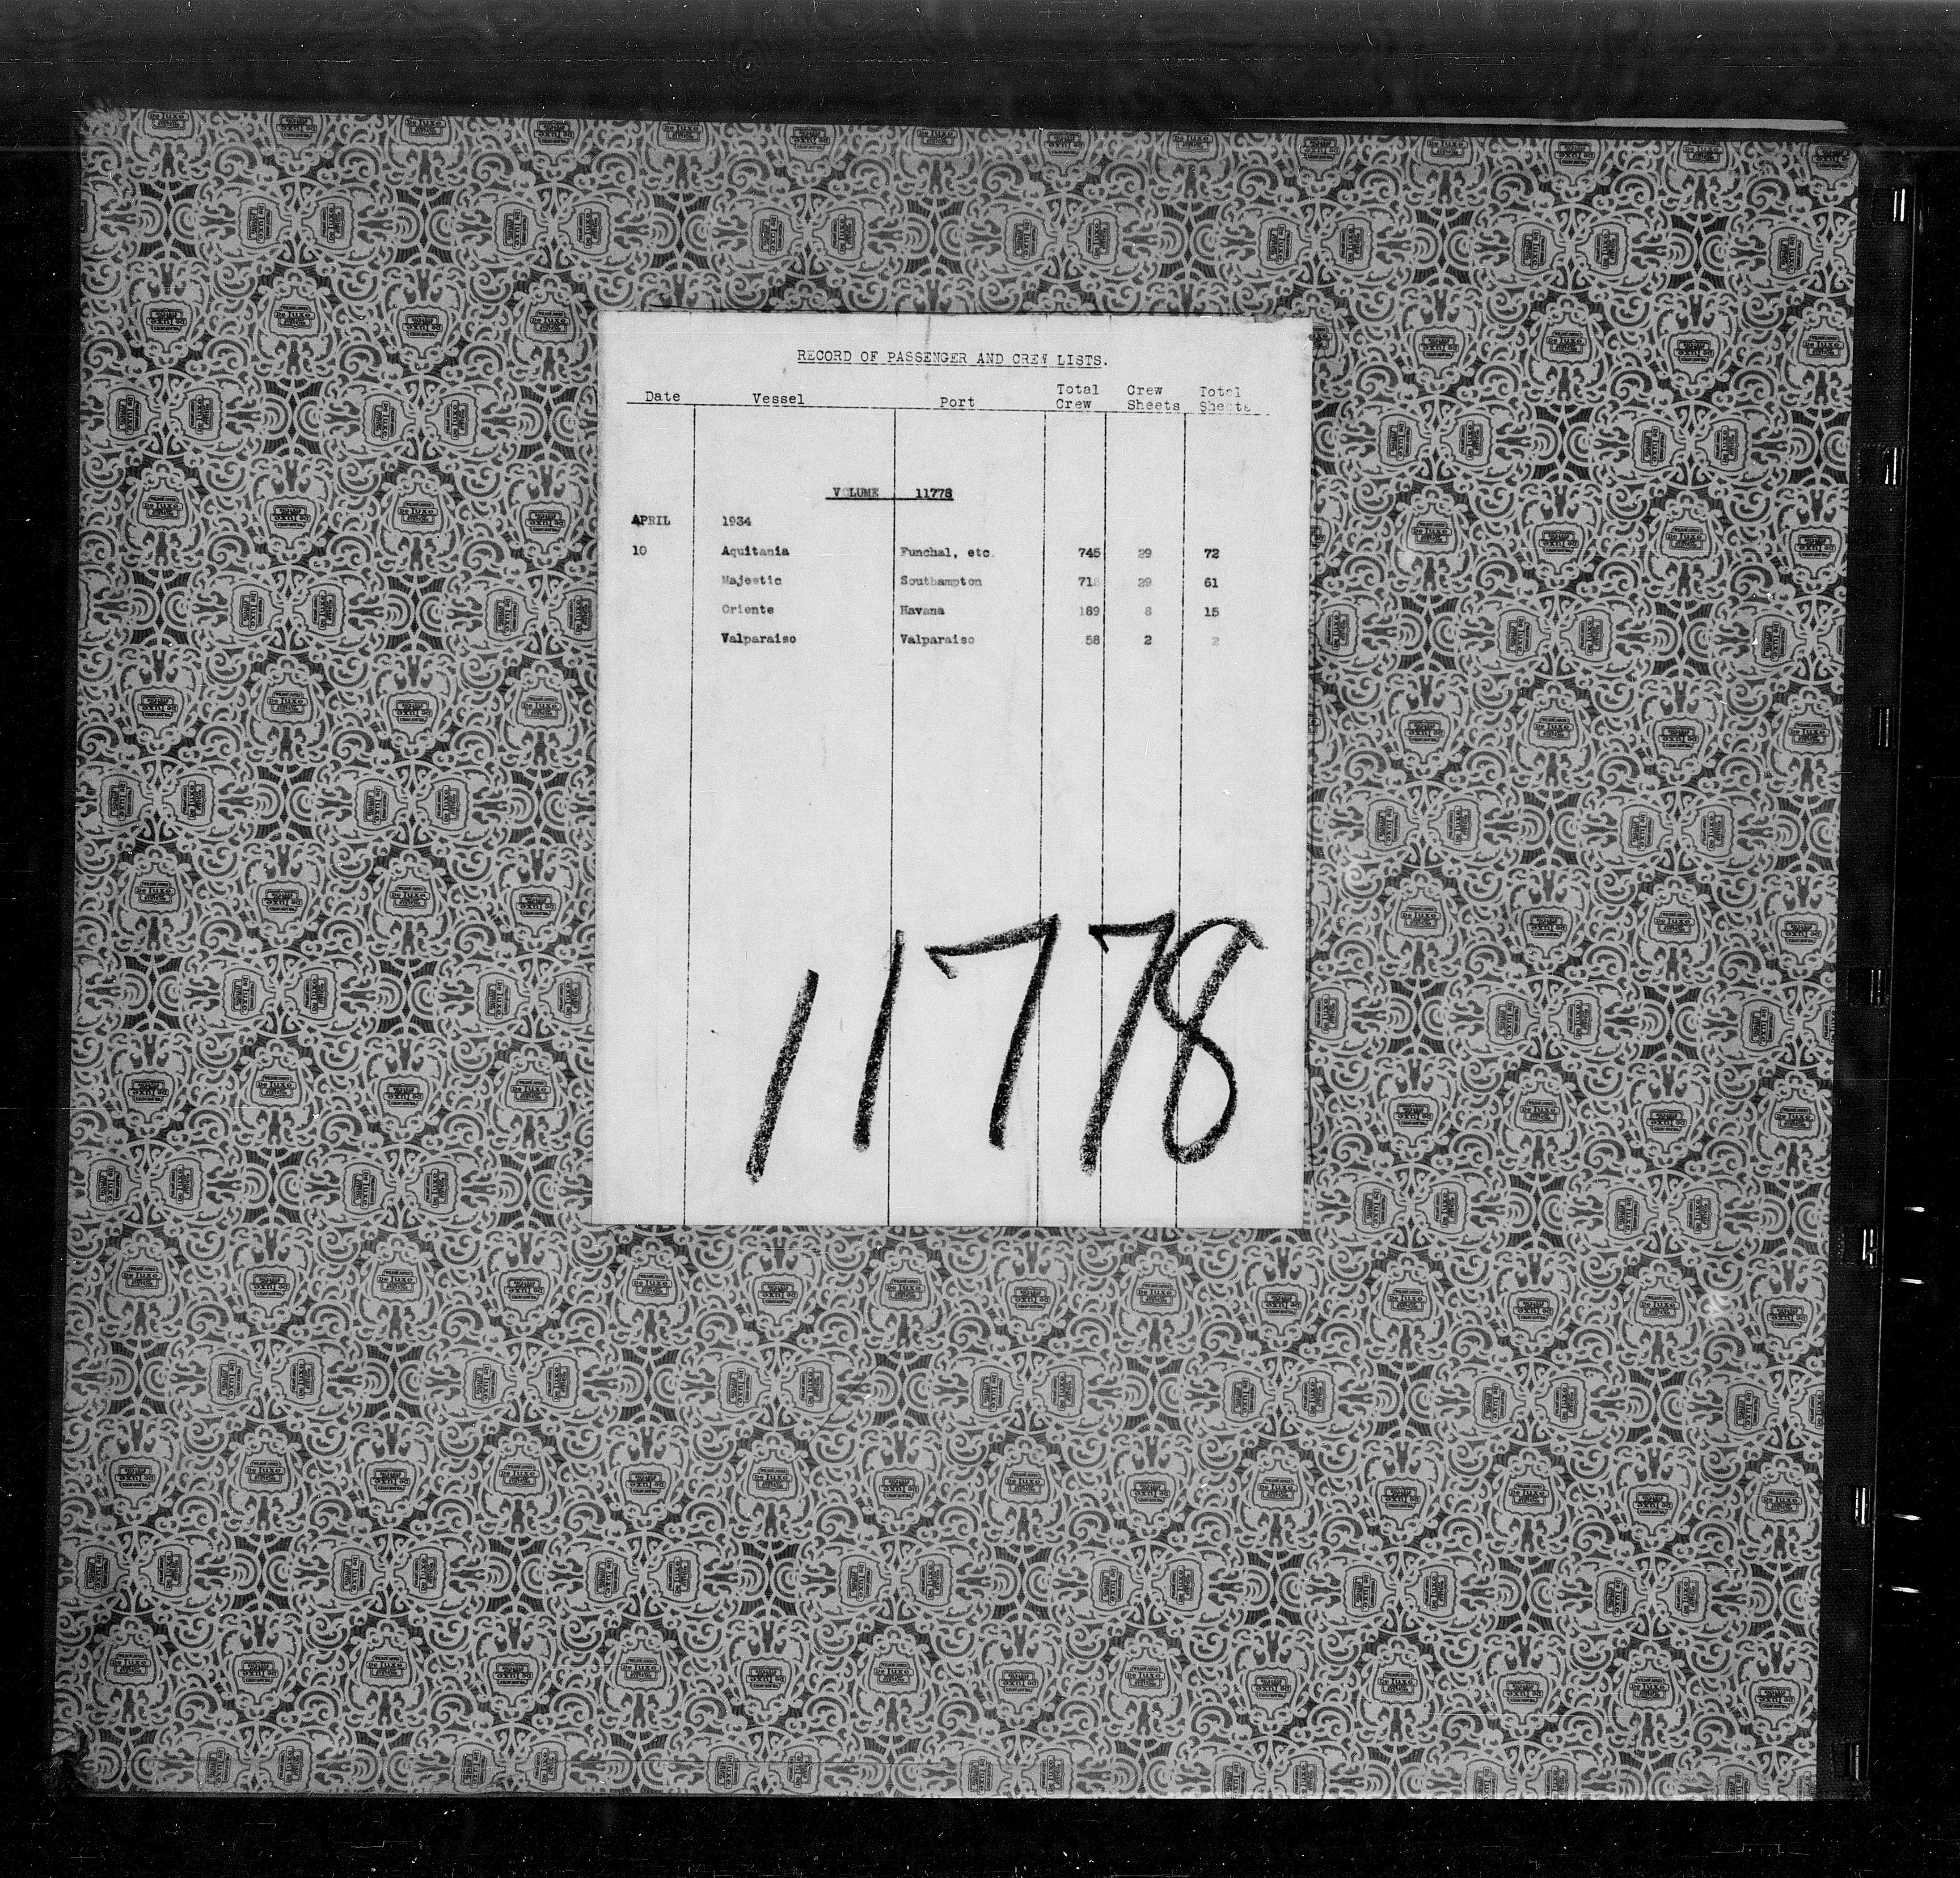 RECORD OF PASSENGER AND CREW LISTS.
Date Vessel Port Total Crew Crew Sheets Total Sheets
VOLUME 11778
APRIL 1934
10 Aquitania Funchal, etc. 745 29 72
Majestic Southampton 29 61
Oriente Havana 189 8 15
Valparaiso Valparaiso 58 2 2
11778
De luxe